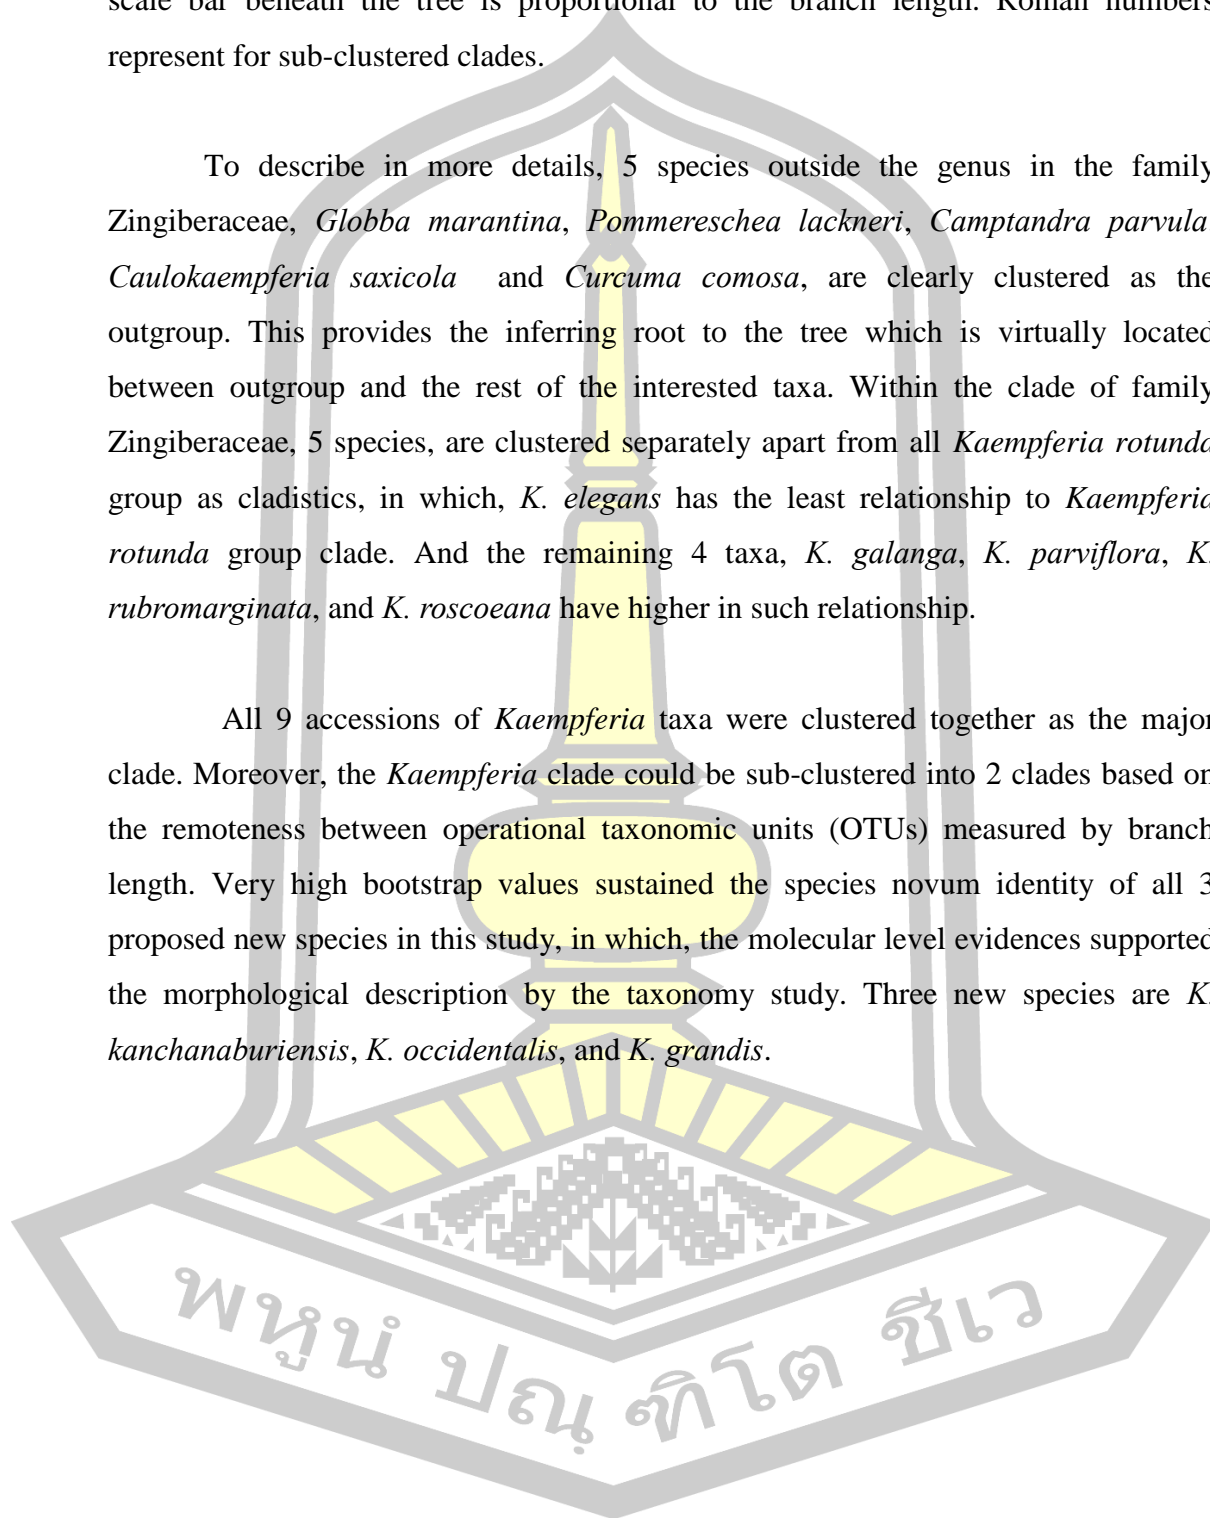 scale bar beneath the tree is proportional to the branch length. Roman numbers
represent for sub-clustered clades.
To describe in more details, 5 species outside the genus in the family
Zingiberaceae, Globba marantina, Pommereschea lackneri, Camptandra parvula,
Caulokaempferia saxicola and Curcuma comosa, are clearly clustered as the
outgroup. This provides the inferring root to the tree which is virtually located
between outgroup and the rest of the interested taxa. Within the clade of family
Zingiberaceae, 5 species, are clustered separately apart from all Kaempferia rotunda
group as cladistics, in which, K. elegans has the least relationship to Kaempferia
rotunda group clade. And the remaining 4 taxa, K. galanga, K. parviflora, K.
rubromarginata, and K. roscoeana have higher in such relationship.
All 9 accessions of Kaempferia taxa were clustered together as the major
clade. Moreover, the Kaempferia clade could be sub-clustered into 2 clades based on
the remoteness between operational taxonomic units (OTUs) measured by branch
length. Very high bootstrap values sustained the species novum identity of all 3
proposed new species in this study, in which, the molecular level evidences supported
the morphological description by the taxonomy study. Three new species are K.
kanchanaburiensis, K. occidentalis, and K. grandis.
พหูนํ ปณฺฑิโต ชีเว